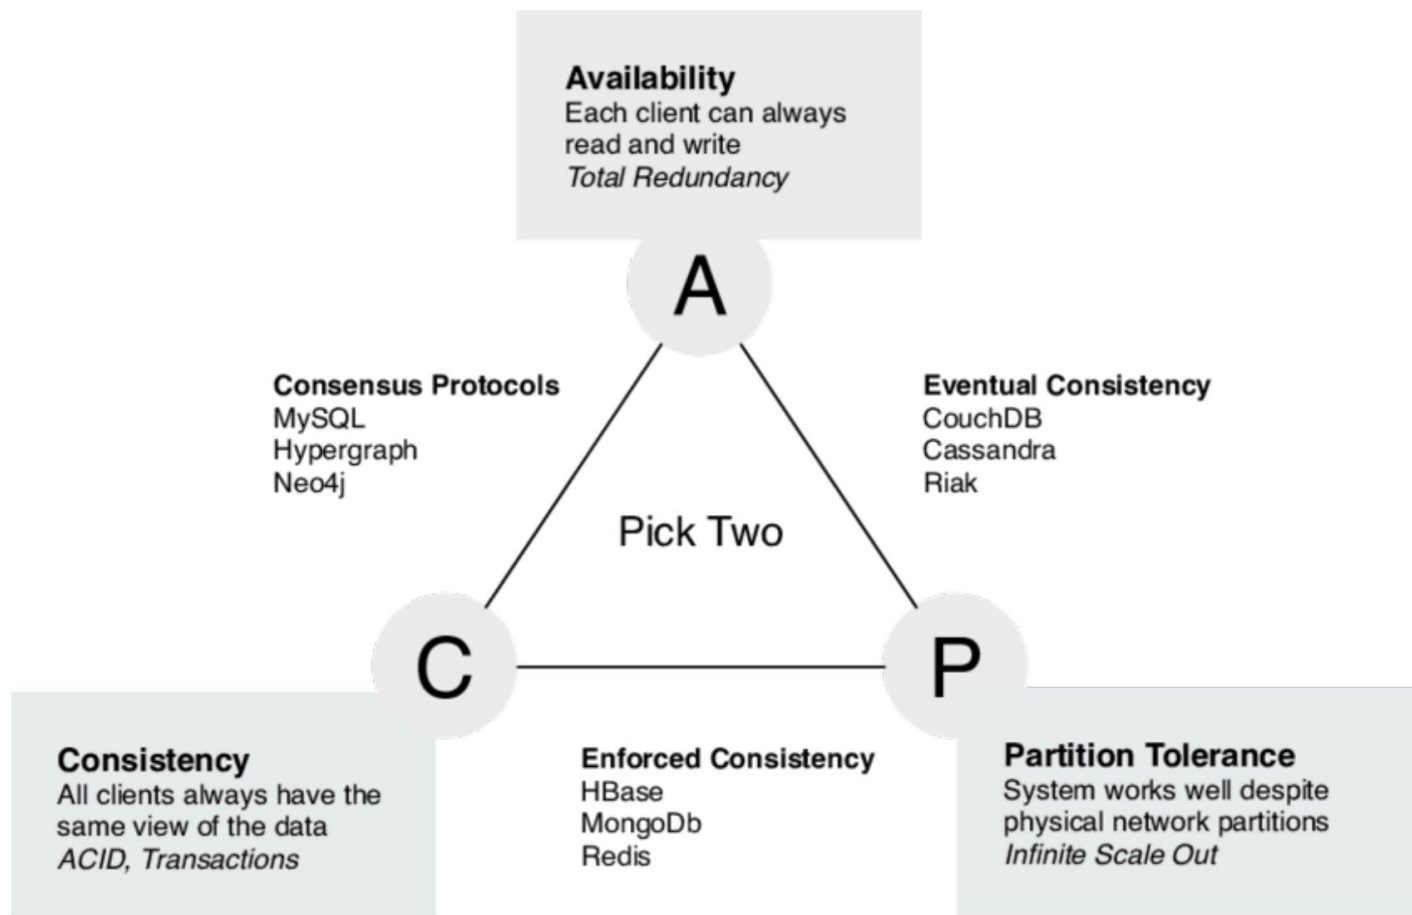 Availability
Each client can always
read and write
Total Redundancy
A
Consensus Protocols
MySQL
Hypergraph
Neo4j
Eventual Consistency
CouchDB
Cassandra
Riak
Pick Two
C
P
Consistency
All clients always have the
same view of the data
ACID, Transactions
Enforced Consistency
HBase
MongoDb
Redis
Partition Tolerance
System works well despite
physical network partitions
Infinite Scale Out